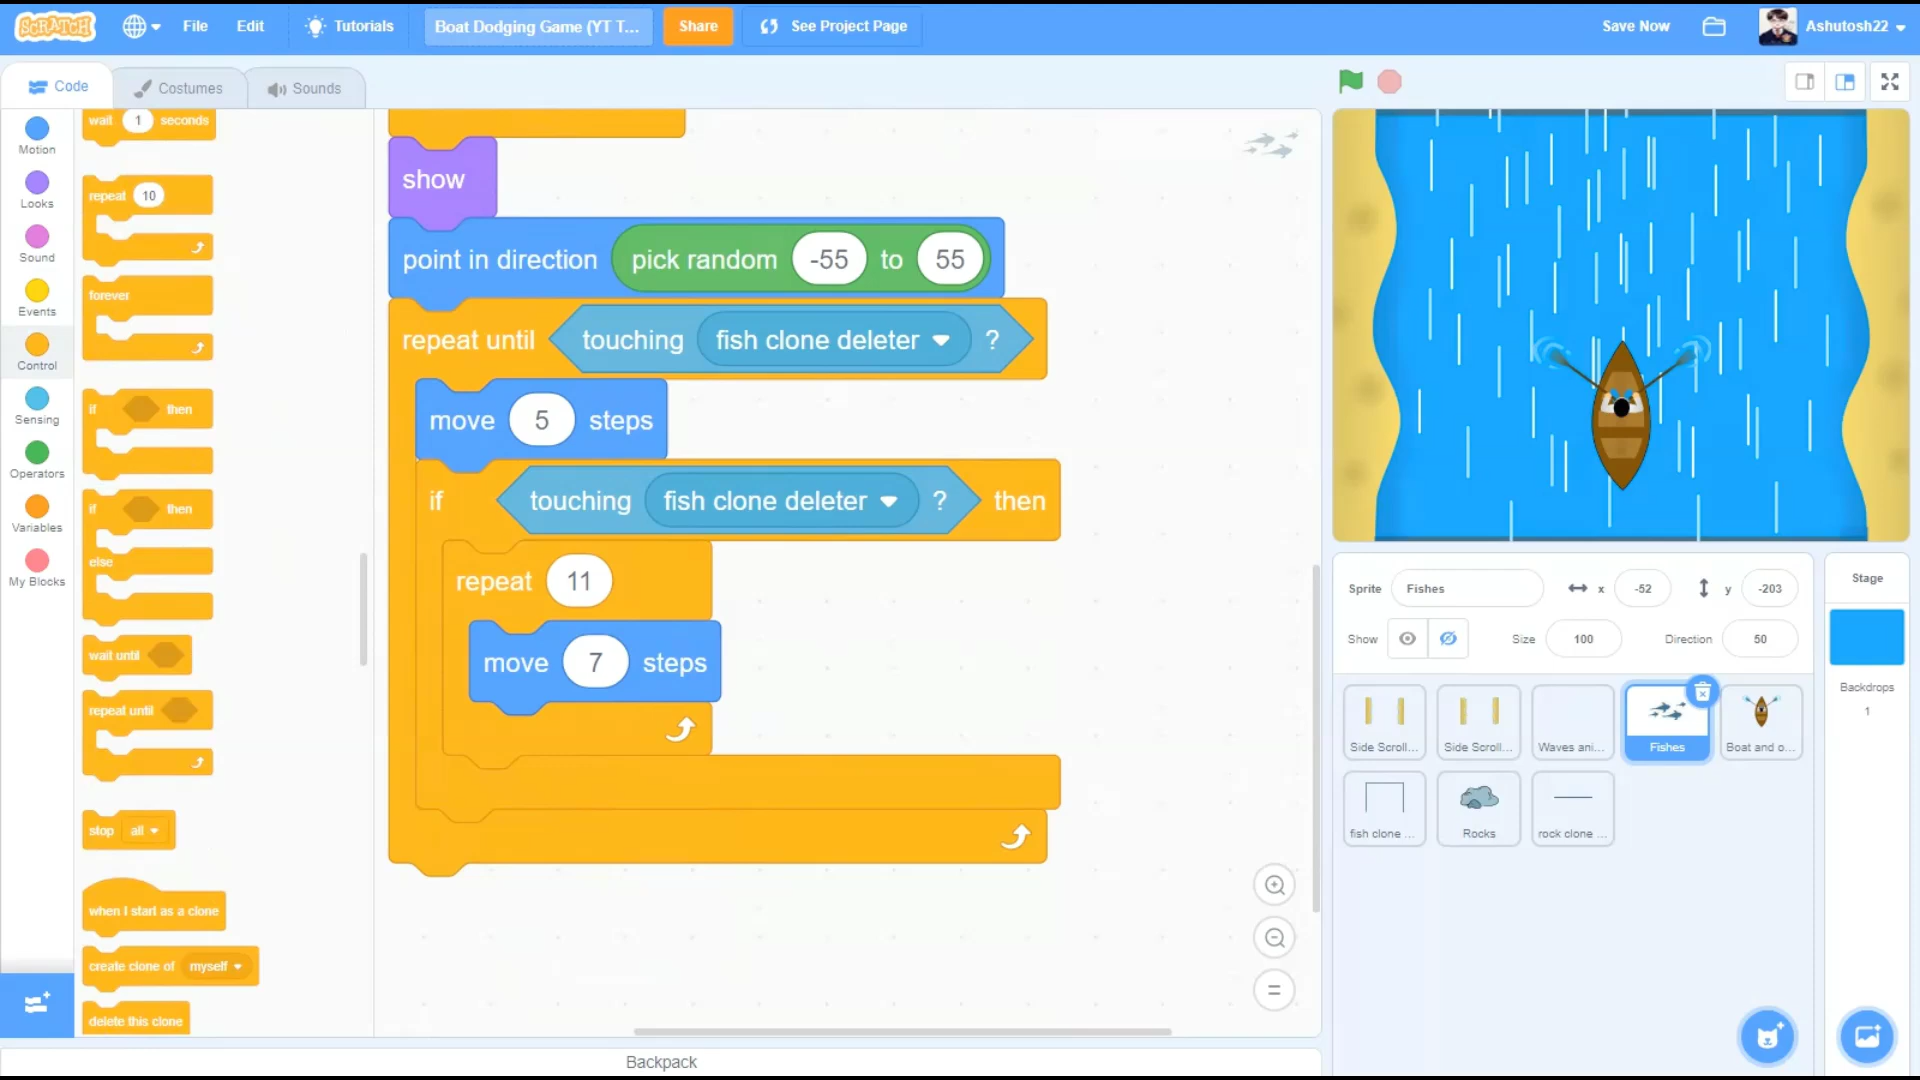 SCRATCH
File
Edit
Tutorials
Boat Dodging Game (YT T...
Share
See Project Page
Save Now
Ashutosh22
Code
Costumes
Sounds
Motion
Looks
Sound
Events
Control
Sensing
Operators
Variables
My Blocks
wait 1 seconds
repeat 10
forever
if then
if then
else
wait until
repeat until
stop all
when I start as a clone
create clone of myself
delete this clone
show
point in direction pick random -55 to 55
repeat until touching fish clone deleter ?
move 5 steps
if touching fish clone deleter ? then
repeat 11
move 7 steps
Backpack
Sprite Fishes x -52 y -203
Show Size 100 Direction 50
Side Scroll...
Side Scroll...
Waves ani...
Fishes
Boat and o...
fish clone ...
Rocks
rock clone ...
Stage
Backdrops
1